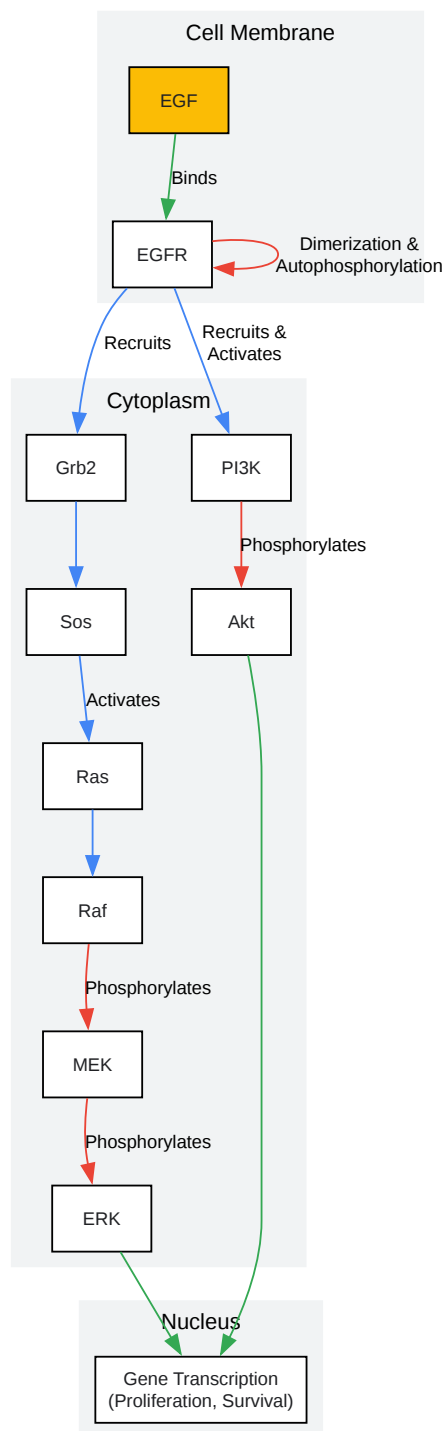 Cell Membrane
EGF
Binds
EGFR
Dimerization &
Autophosphorylation
Recruits
Recruits &
Activates
Cytoplasm
Grb2
PI3K
Phosphorylates
Sos
Akt
Activates
Ras
Raf
Phosphorylates
MEK
Phosphorylates
ERK
Nucleus
Gene Transcription
(Proliferation, Survival)